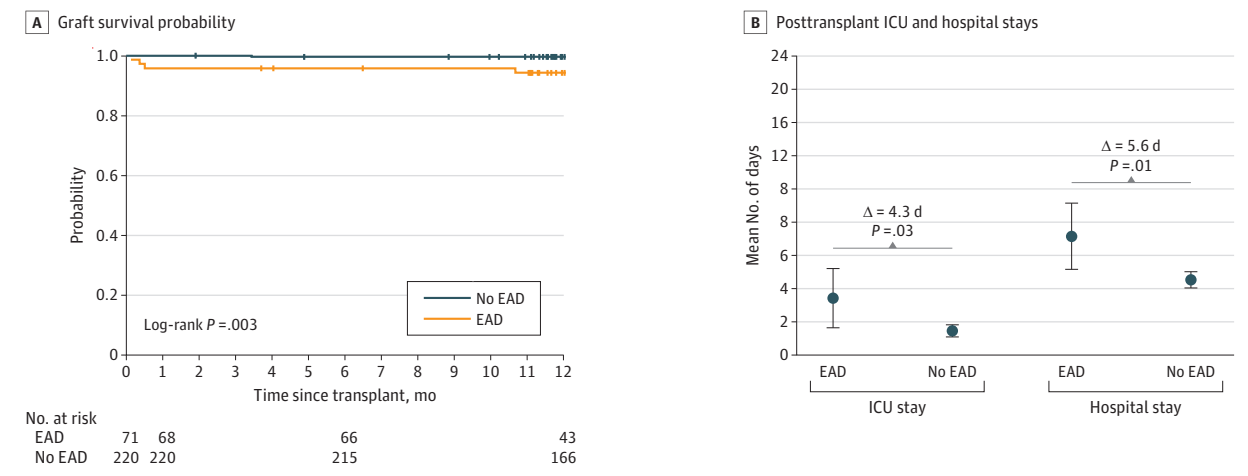 A Graft survival probability
1.0
0.8
0.6
0.4
0.2
0
Probability
No EAD
EAD
Log-rank P = .003
0 1 2 3 4 5 6 7 8 9 10 11 12
Time since transplant, mo
No. at risk
EAD 71 68 66 43
No EAD 220 220 215 166
B Posttransplant ICU and hospital stays
24
20
16
12
8
8
6
4
2
0
Mean No. of days
Δ = 4.3 d
P = .03
Δ = 5.6 d
P = .01
EAD No EAD EAD No EAD
ICU stay Hospital stay